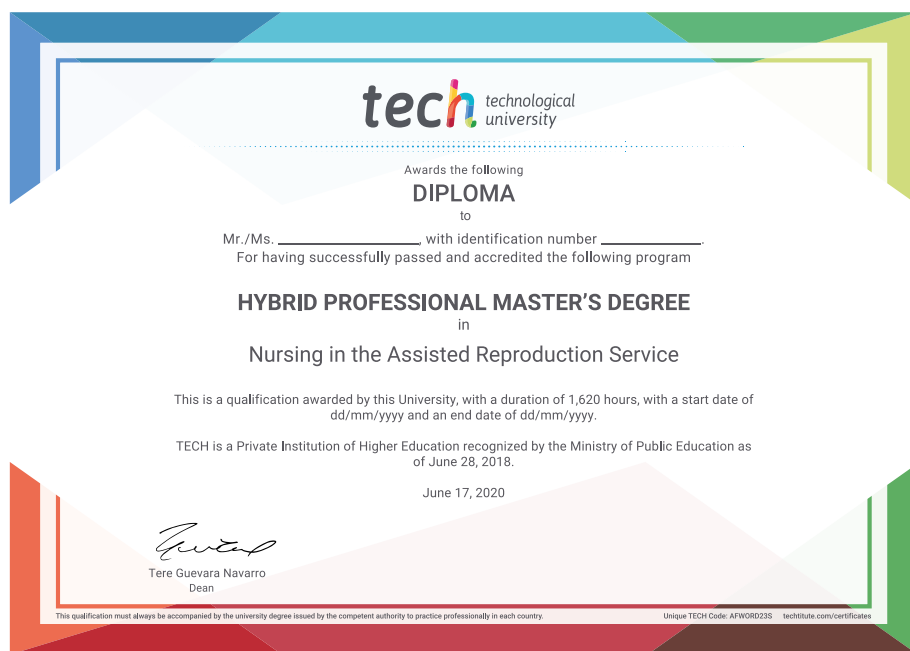 tech technological
university
Awards the following
DIPLOMA
to
Mr./Ms. ____________, with identification number ____________.
For having successfully passed and accredited the following program
HYBRID PROFESSIONAL MASTER'S DEGREE
in
Nursing in the Assisted Reproduction Service
This is a qualification awarded by this University, with a duration of 1,620 hours, with a start date of
dd/mm/yyyy and an end date of dd/mm/yyyy.
TECH is a Private Institution of Higher Education recognized by the Ministry of Public Education as
of June 28, 2018.
June 17, 2020
Tere Guevara Navarro
Dean
This qualification must always be accompanied by the university degree issued by the competent authority to practice professionally in each country.
Unique TECH Code: AFWORD23S techtitute.com/certificates